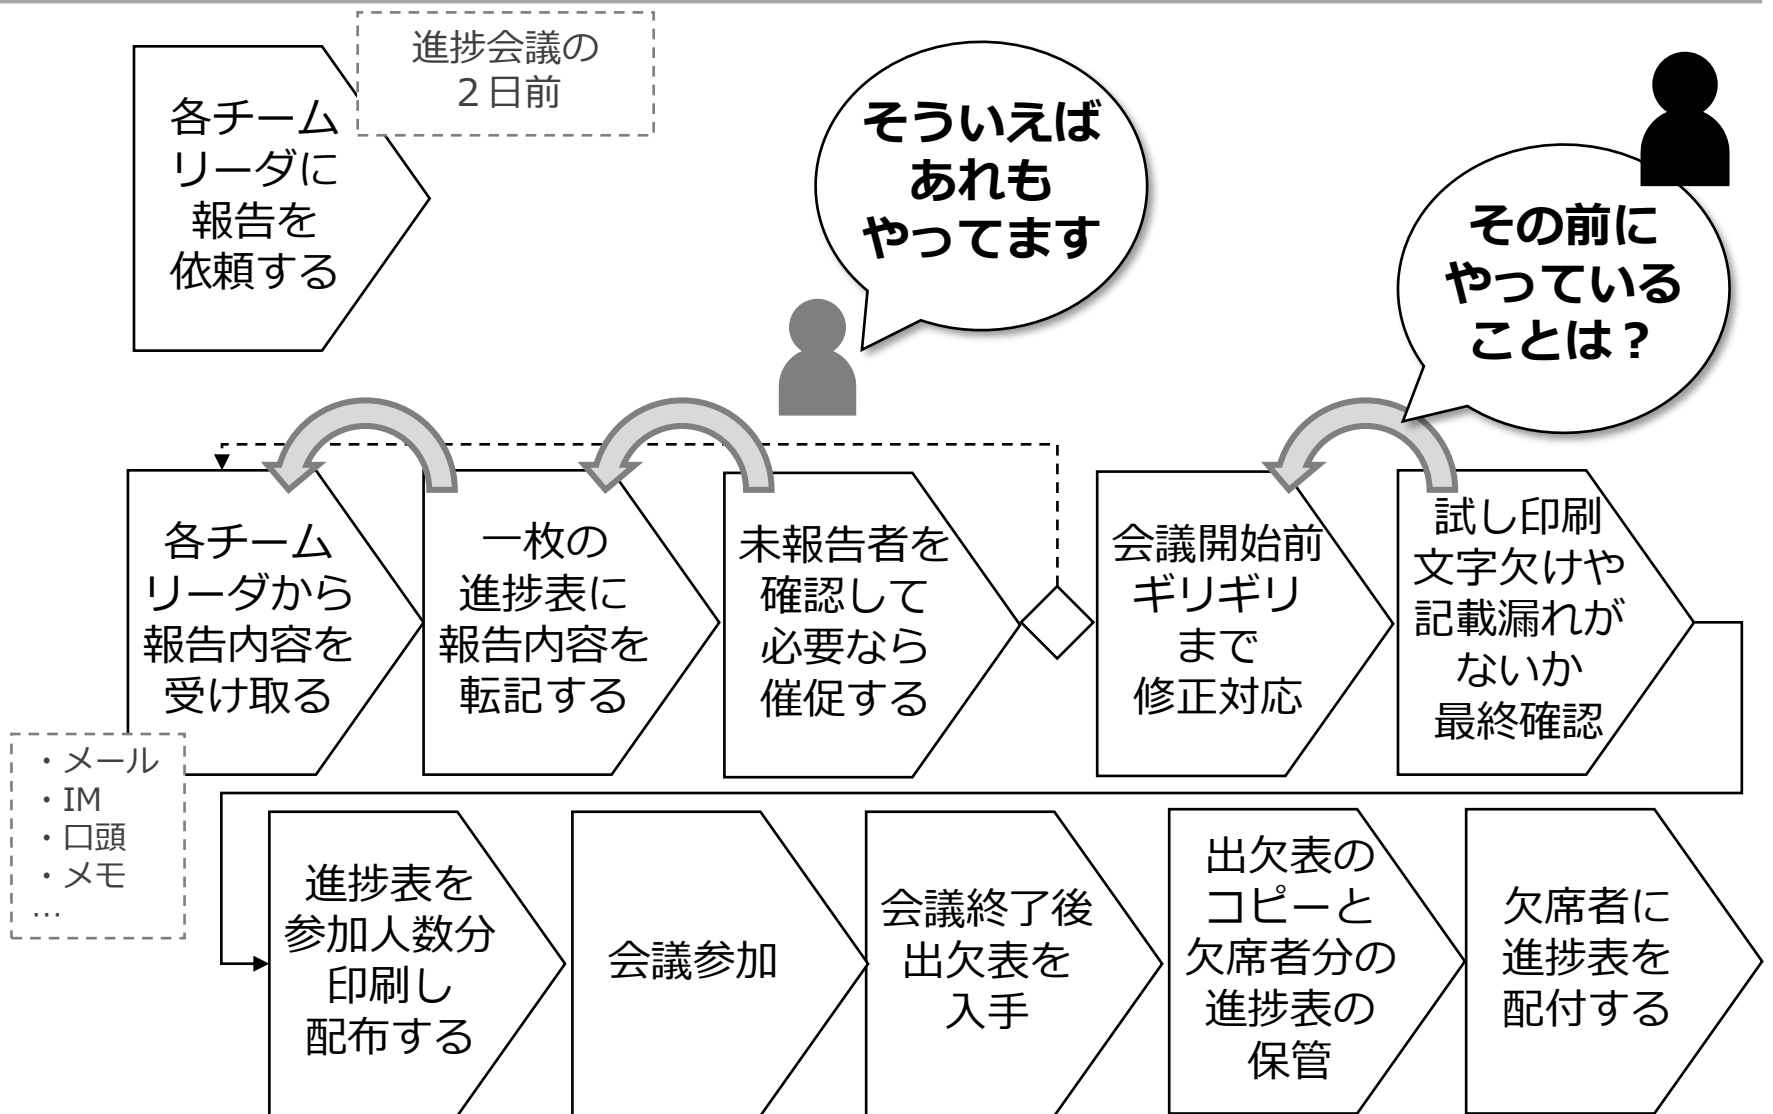 進捗会議の
２日前
各チーム
リーダに
報告を
依頼する
そういえば
あれも
やってます
その前に
やっている
ことは？
各チーム
リーダから
報告内容を
受け取る
一枚の
進捗表に
報告内容を
転記する
未報告者を
確認して
必要なら
催促する
会議開始前
ギリギリ
まで
修正対応
試し印刷
文字欠けや
記載漏れが
ないか
最終確認
・メール
・IM
・口頭
・メモ
…
進捗表を
参加人数分
印刷し
配布する
会議参加
会議終了後
出欠表を
入手
出欠表の
コピーと
欠席者分の
進捗表の
保管
欠席者に
進捗表を
配付する